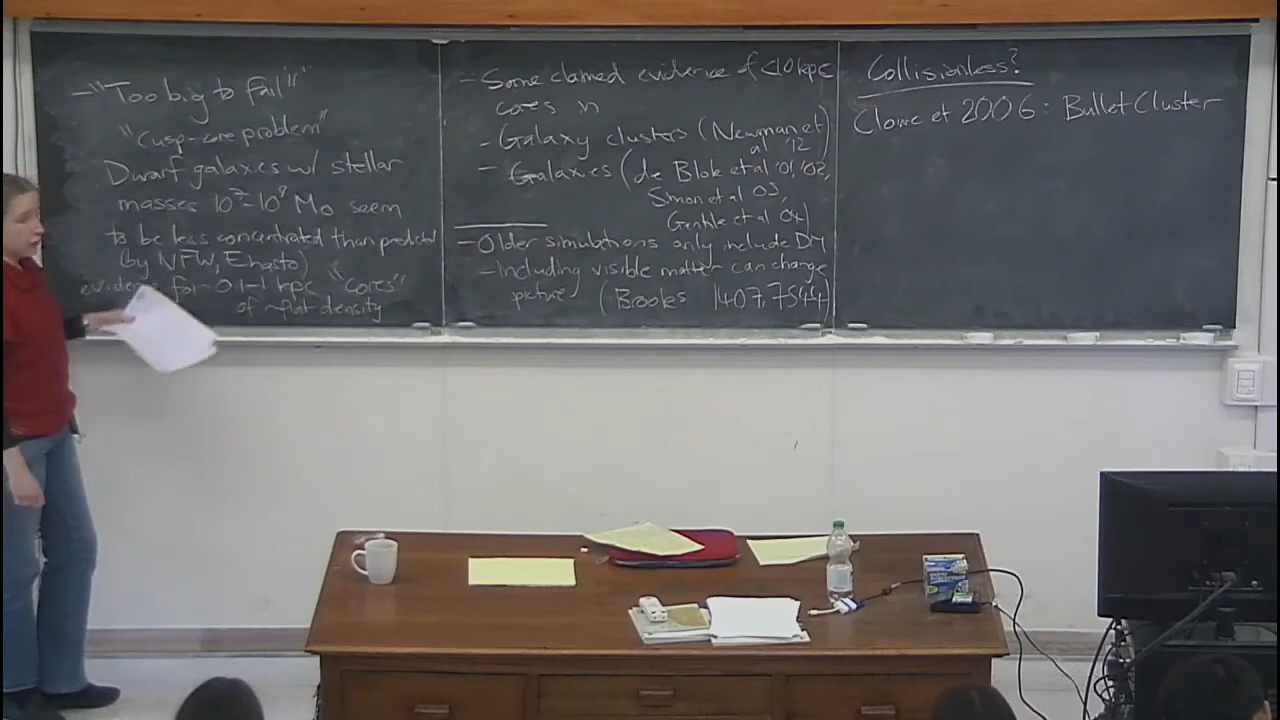 - "Too big to fail"
"Cusp-core problem"
Dwarf galaxies w/ stellar
masses 10⁷-10⁸ M⊙ seem
to be less concentrated than predicted
by NFW, Einasto)
evidence for ~0.1-1 kpc "cores"
of ~flat density
- Some claimed evidence of <10 kpc
cores in
- Galaxy clusters (Newman et
al '12)
- Galaxies (de Blok et al '01, '02,
Simon et al 03,
Gentile et al 04)
- Older simulations only include DM
- Including visible matter can change
picture (Brooks 1407.7544)
Collisionless?
Clowe et 2006: Bullet Cluster